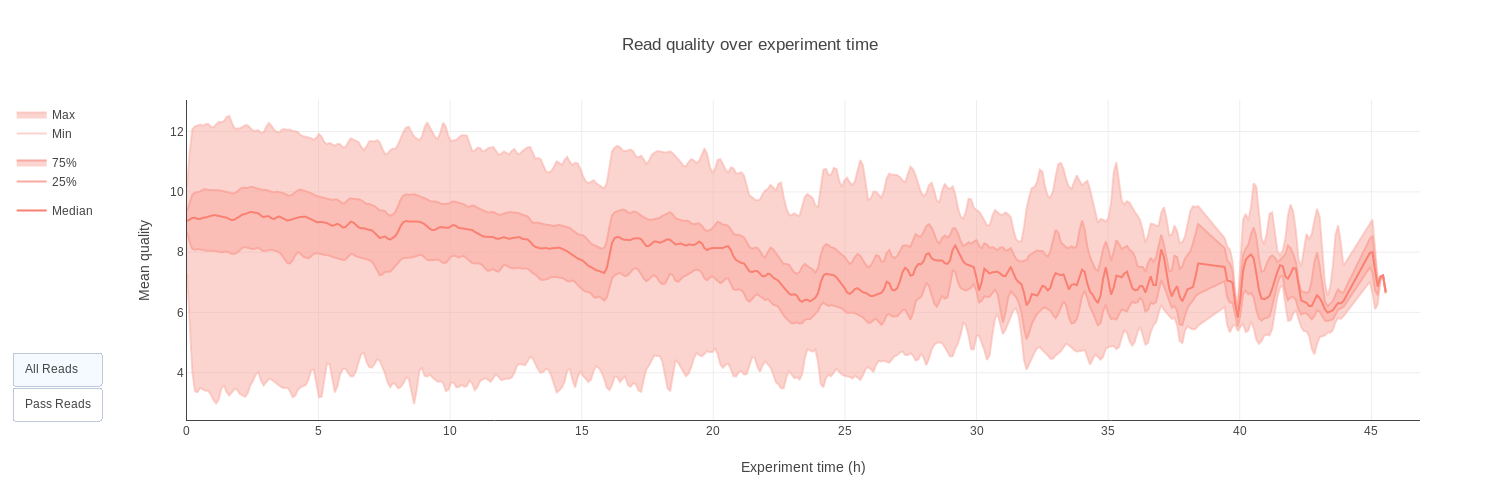 Read quality over experiment time
Max
Min
75%
25%
Median
All Reads
Pass Reads
Mean quality
12
10
8
6
4
0 5 10 15 20 25 30 35 40 45
Experiment time (h)